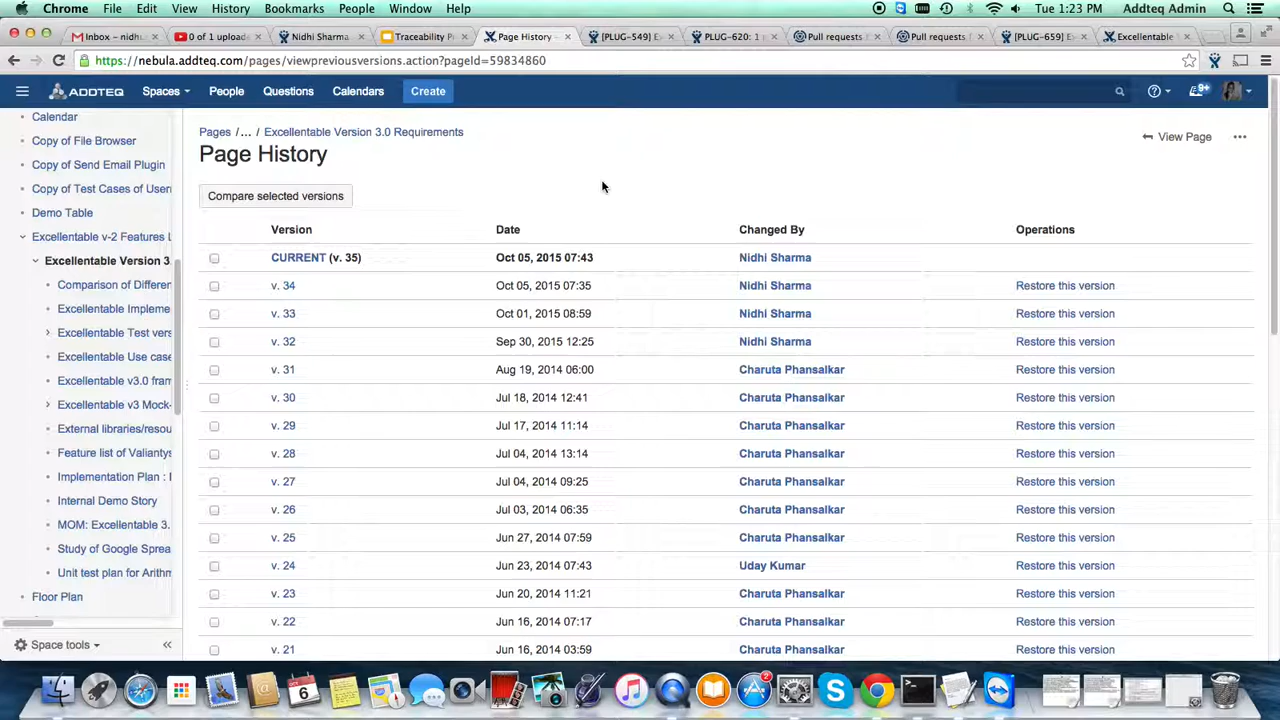 Chrome File Edit View History Bookmarks People Window Help Tue 1:23 PM Addteq Admin
Inbox – nidhi. 0 of 1 uploade Nidhi Sharma Traceability P Page History [PLUG-549] E PLUG-620: 1 Pull requests Pull requests [PLUG-659] E Excellentable
https://nebula.addteq.com/pages/viewpreviousversions.action?pageId=59834860
ADDTEQ Spaces People Questions Calendars Create 9+
Calendar
Copy of File Browser
Copy of Send Email Plugin
Copy of Test Cases of User
Demo Table
Excellentable v-2 Features L
Excellentable Version 3.
Comparison of Differen
Excellentable Impleme
Excellentable Test vers
Excellentable Use case
Excellentable v3.0 fran
Excellentable v3 Mock-
External libraries/resou
Feature list of Valiantys
Implementation Plan :
Internal Demo Story
MOM: Excellentable 3.
Study of Google Sprea
Unit test plan for Arithm
Floor Plan
Space tools
Pages /... / Excellentable Version 3.0 Requirements
View Page
Page History
Compare selected versions
Version Date Changed By Operations
CURRENT (v. 35) Oct 05, 2015 07:43 Nidhi Sharma
v. 34 Oct 05, 2015 07:35 Nidhi Sharma Restore this version
v. 33 Oct 01, 2015 08:59 Nidhi Sharma Restore this version
v. 32 Sep 30, 2015 12:25 Nidhi Sharma Restore this version
v. 31 Aug 19, 2014 06:00 Charuta Phansalkar Restore this version
v. 30 Jul 18, 2014 12:41 Charuta Phansalkar Restore this version
v. 29 Jul 17, 2014 11:14 Charuta Phansalkar Restore this version
v. 28 Jul 04, 2014 13:14 Charuta Phansalkar Restore this version
v. 27 Jul 04, 2014 09:25 Charuta Phansalkar Restore this version
v. 26 Jul 03, 2014 06:35 Charuta Phansalkar Restore this version
v. 25 Jun 27, 2014 07:59 Charuta Phansalkar Restore this version
v. 24 Jun 23, 2014 07:43 Uday Kumar Restore this version
v. 23 Jun 20, 2014 11:21 Charuta Phansalkar Restore this version
v. 22 Jun 16, 2014 07:17 Charuta Phansalkar Restore this version
v. 21 Jun 16, 2014 03:59 Charuta Phansalkar Restore this version